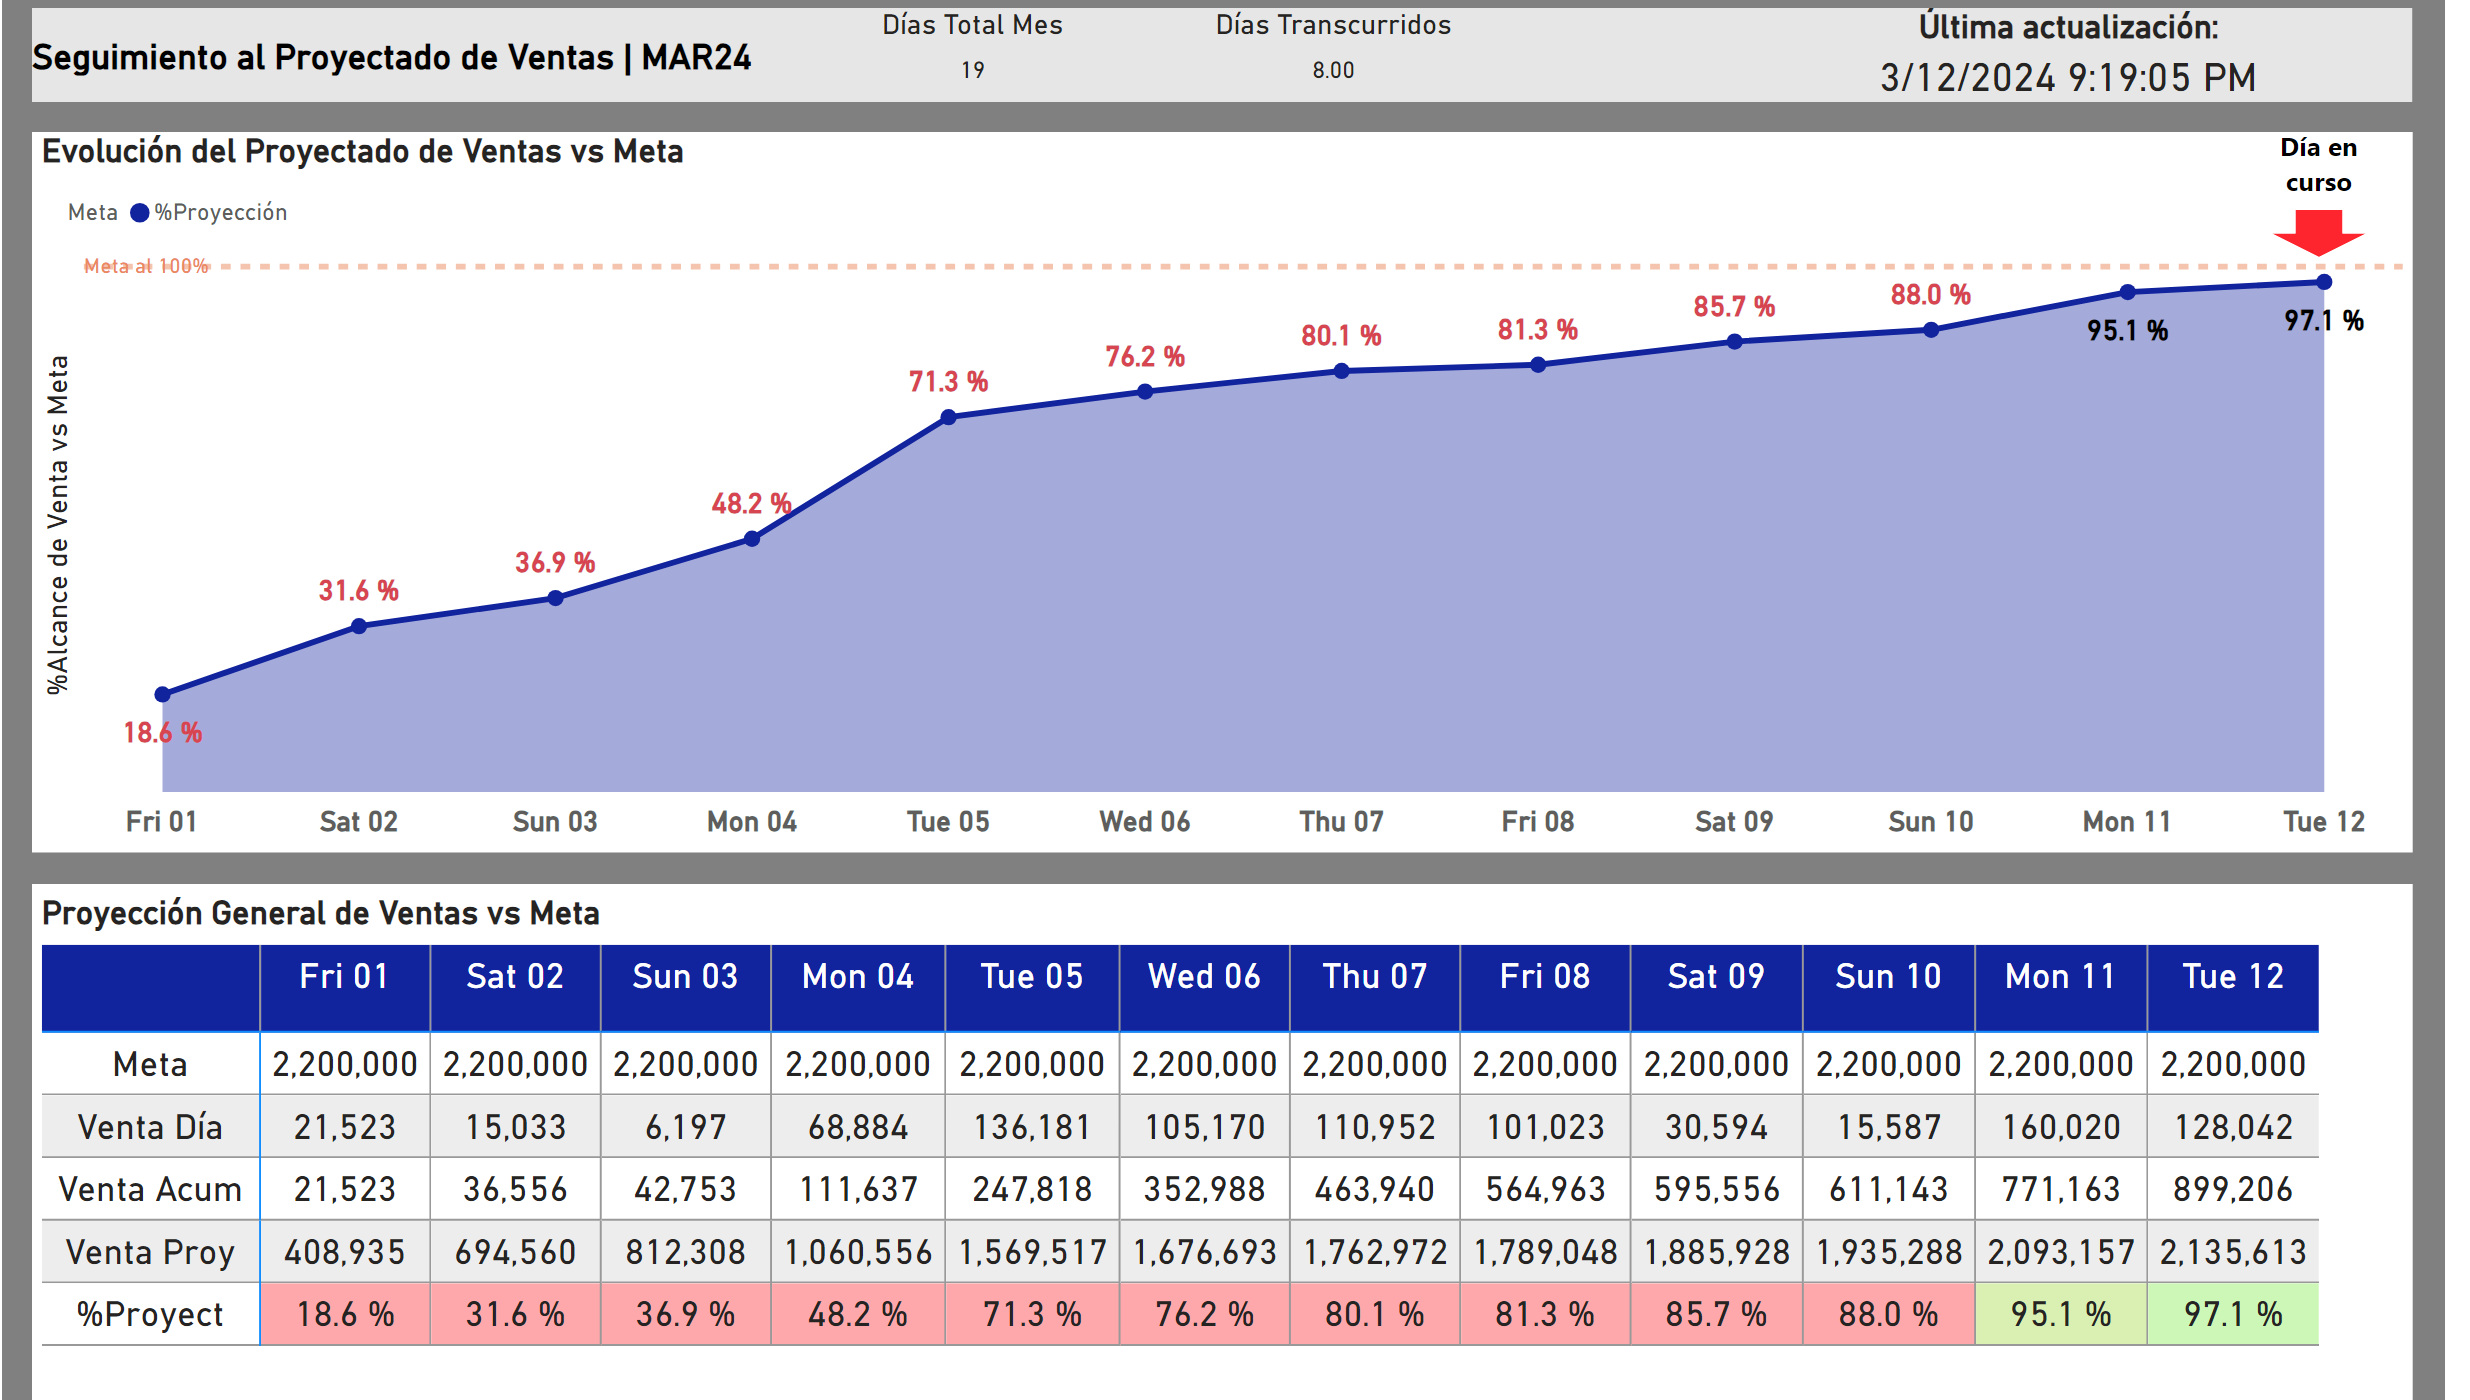 Seguimiento al Proyectado de Ventas | MAR24
Días Total Mes
19
Días Transcurridos
8.00
Última actualización:
3/12/2024 9:19:05 PM
Evolución del Proyectado de Ventas vs Meta
Día en
curso
Meta %Proyección
Meta al 100%
%Alcance de Venta vs Meta
18.6 %
31.6 %
36.9 %
48.2 %
71.3 %
76.2 %
80.1 %
81.3 %
85.7 %
88.0 %
95.1 %
97.1 %
Fri 01 Sat 02 Sun 03 Mon 04 Tue 05 Wed 06 Thu 07 Fri 08 Sat 09 Sun 10 Mon 11 Tue 12
Proyección General de Ventas vs Meta
Fri 01 Sat 02 Sun 03 Mon 04 Tue 05 Wed 06 Thu 07 Fri 08 Sat 09 Sun 10 Mon 11 Tue 12
Meta 2,200,000 2,200,000 2,200,000 2,200,000 2,200,000 2,200,000 2,200,000 2,200,000 2,200,000 2,200,000 2,200,000 2,200,000
Venta Día 21,523 15,033 6,197 68,884 136,181 105,170 110,952 101,023 30,594 15,587 160,020 128,042
Venta Acum 21,523 36,556 42,753 111,637 247,818 352,988 463,940 564,963 595,556 611,143 771,163 899,206
Venta Proy 408,935 694,560 812,308 1,060,556 1,569,517 1,676,693 1,762,972 1,789,048 1,885,928 1,935,288 2,093,157 2,135,613
%Proyect 18.6 % 31.6 % 36.9 % 48.2 % 71.3 % 76.2 % 80.1 % 81.3 % 85.7 % 88.0 % 95.1 % 97.1 %